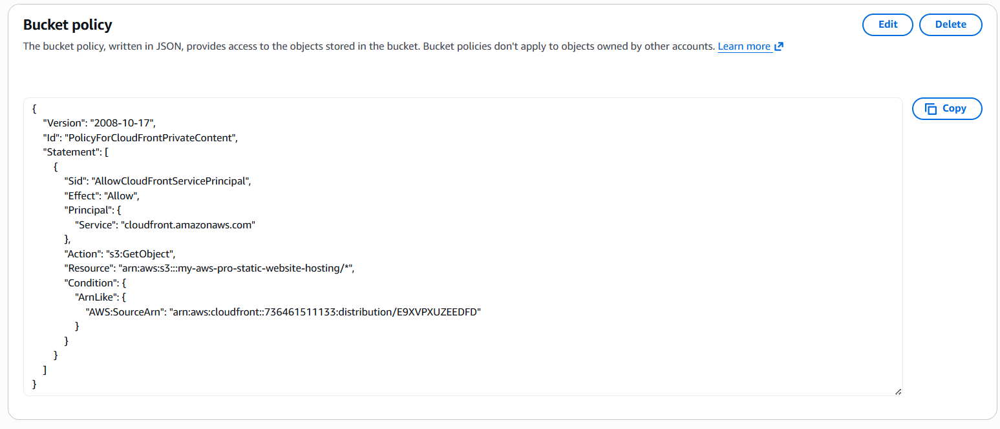 Bucket policy
Edit
Delete
The bucket policy, written in JSON, provides access to the objects stored in the bucket. Bucket policies don't apply to objects owned by other accounts. Learn more
Copy
{
"Version": "2008-10-17",
"Id": "PolicyForCloudFrontPrivateContent",
"Statement": [
{
"Sid": "AllowCloudFrontServicePrincipal",
"Effect": "Allow",
"Principal": {
"Service": "cloudfront.amazonaws.com"
},
"Action": "s3:GetObject",
"Resource": "arn:aws:s3:::my-aws-pro-static-website-hosting/*",
"Condition": {
"ArnLike": {
"AWS:SourceArn": "arn:aws:cloudfront::736461511133:distribution/E9XVPXUZEEDFD"
}
}
}
]
}